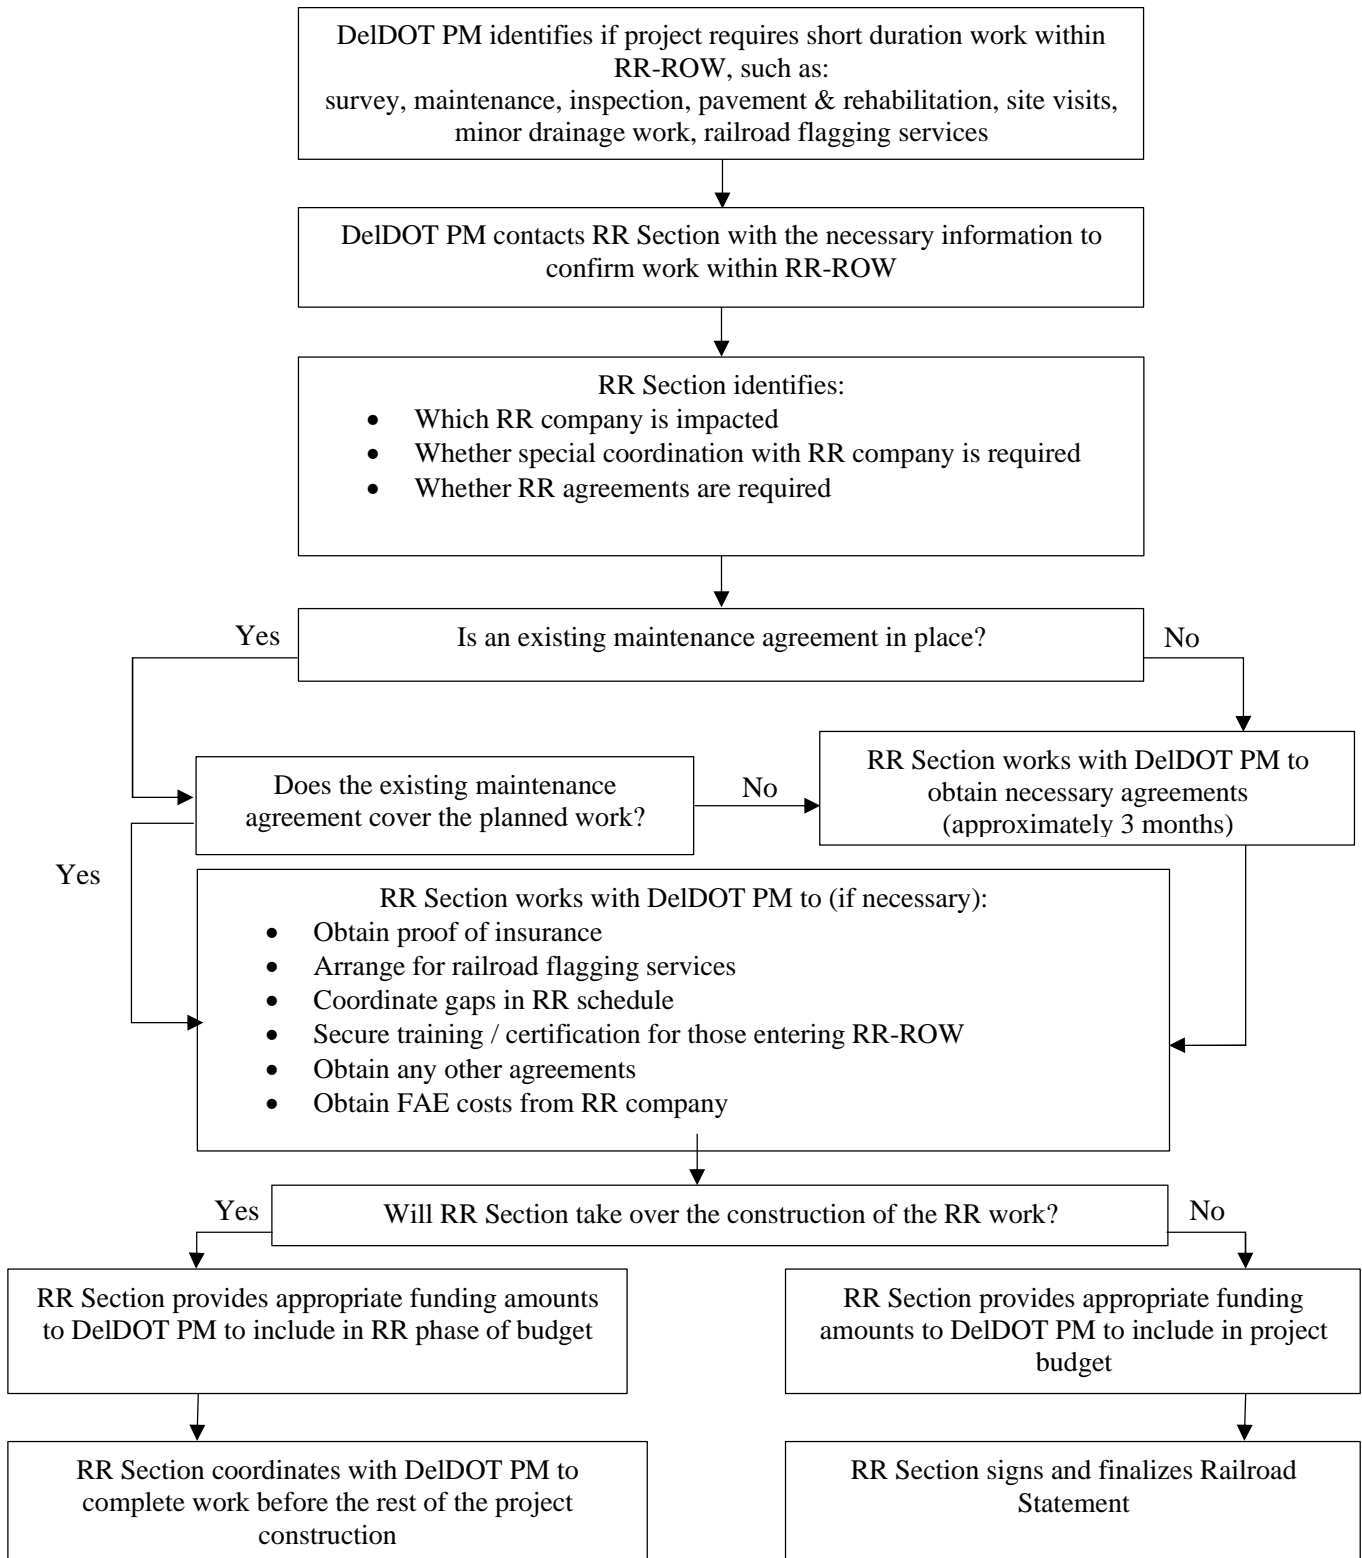 DelDOT PM identifies if project requires short duration work within
RR-ROW, such as:
survey, maintenance, inspection, pavement & rehabilitation, site visits,
minor drainage work, railroad flagging services
DelDOT PM contacts RR Section with the necessary information to
confirm work within RR-ROW
RR Section identifies:
• Which RR company is impacted
• Whether special coordination with RR company is required
• Whether RR agreements are required
Yes
Is an existing maintenance agreement in place?
No
Does the existing maintenance
agreement cover the planned work?
No
RR Section works with DelDOT PM to
obtain necessary agreements
(approximately 3 months)
Yes
RR Section works with DelDOT PM to (if necessary):
• Obtain proof of insurance
• Arrange for railroad flagging services
• Coordinate gaps in RR schedule
• Secure training / certification for those entering RR-ROW
• Obtain any other agreements
• Obtain FAE costs from RR company
Yes
Will RR Section take over the construction of the RR work?
No
RR Section provides appropriate funding amounts
to DelDOT PM to include in RR phase of budget
RR Section provides appropriate funding
amounts to DelDOT PM to include in project
budget
RR Section coordinates with DelDOT PM to
complete work before the rest of the project
construction
RR Section signs and finalizes Railroad
Statement